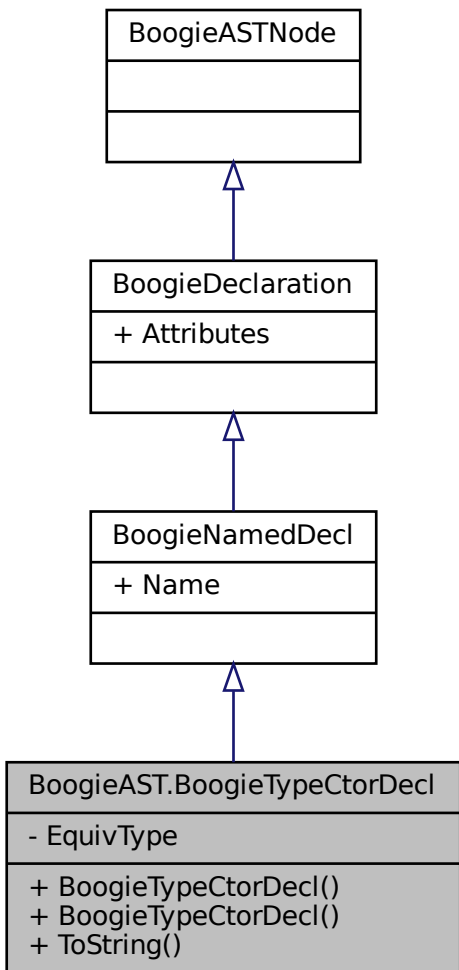 BoogieASTNode
BoogieDeclaration
+ Attributes
BoogieNamedDecl
+ Name
BoogieAST.BoogieTypeCtorDecl
- EquivType
+ BoogieTypeCtorDecl()
+ BoogieTypeCtorDecl()
+ ToString()